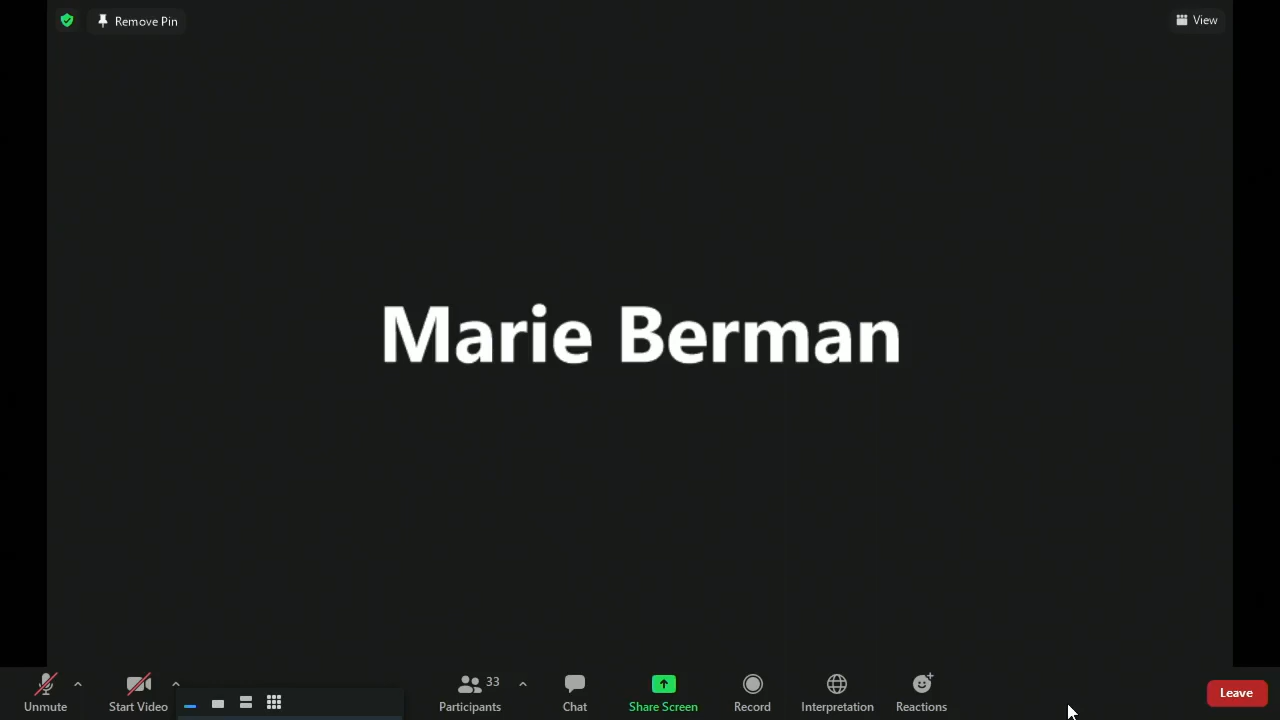 Remove Pin
View
Marie Berman
Unmute
Start Video
33
Participants
Chat
Share Screen
Record
Interpretation
Reactions
Leave